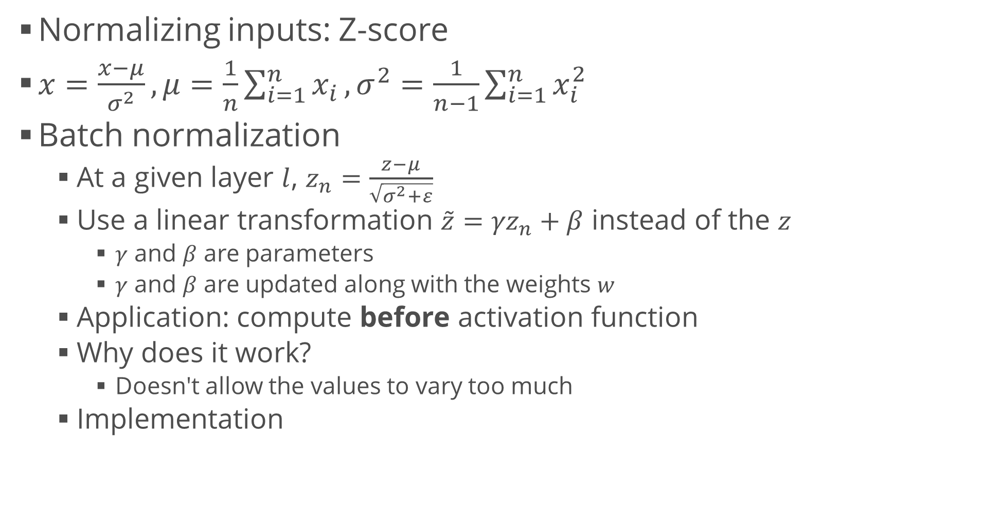 ▪ Normalizing inputs: Z-score
▪ $x = \frac{x-\mu}{\sigma^2}, \mu = \frac{1}{n}\sum_{i=1}^{n} x_i, \sigma^2 = \frac{1}{n-1}\sum_{i=1}^{n} x_i^2$
▪ Batch normalization
▪ At a given layer $l$, $z_n = \frac{z-\mu}{\sqrt{\sigma^2+\varepsilon}}$
▪ Use a linear transformation $\tilde{z} = \gamma z_n + \beta$ instead of the $z$
▪ $\gamma$ and $\beta$ are parameters
▪ $\gamma$ and $\beta$ are updated along with the weights $w$
▪ Application: compute before activation function
▪ Why does it work?
▪ Doesn't allow the values to vary too much
▪ Implementation